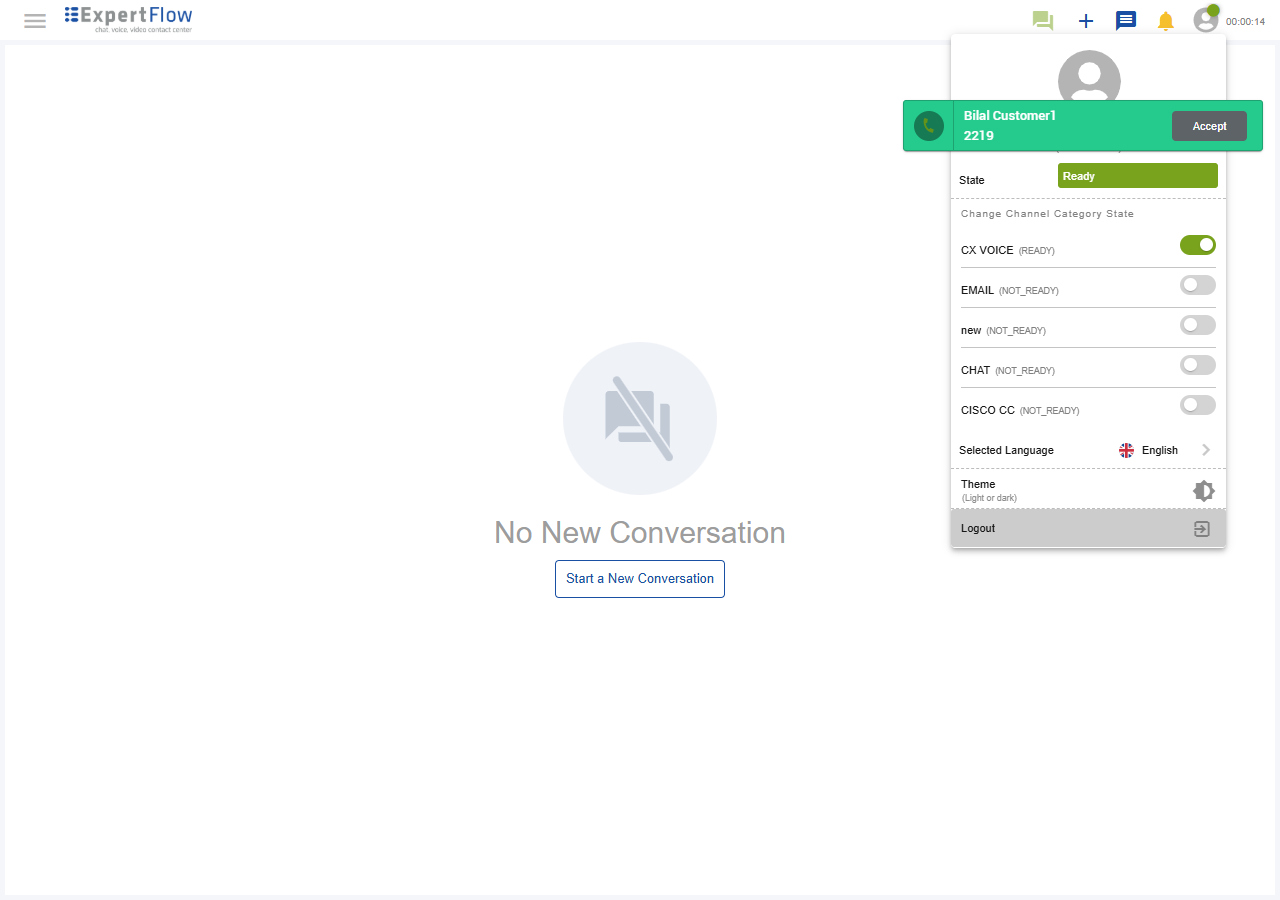 ExpertFlow
chat, voice, video contact center
00:00:14
Bilal Customer1
2219
Accept
State
Ready
Change Channel Category State
CX VOICE (READY)
EMAIL (NOT_READY)
new (NOT_READY)
CHAT (NOT_READY)
CISCO CC (NOT_READY)
Selected Language
English
Theme
(Light or dark)
Logout
No New Conversation
Start a New Conversation